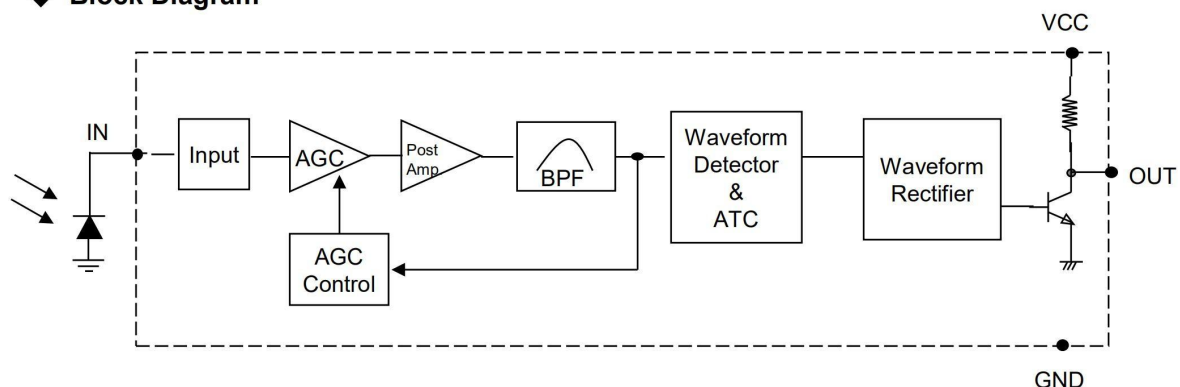 ◆ Block Diagram
VCC
IN
Input
AGC
Post
Amp
BPF
Waveform
Detector
&
ATC
Waveform
Rectifier
OUT
AGC
Control
GND